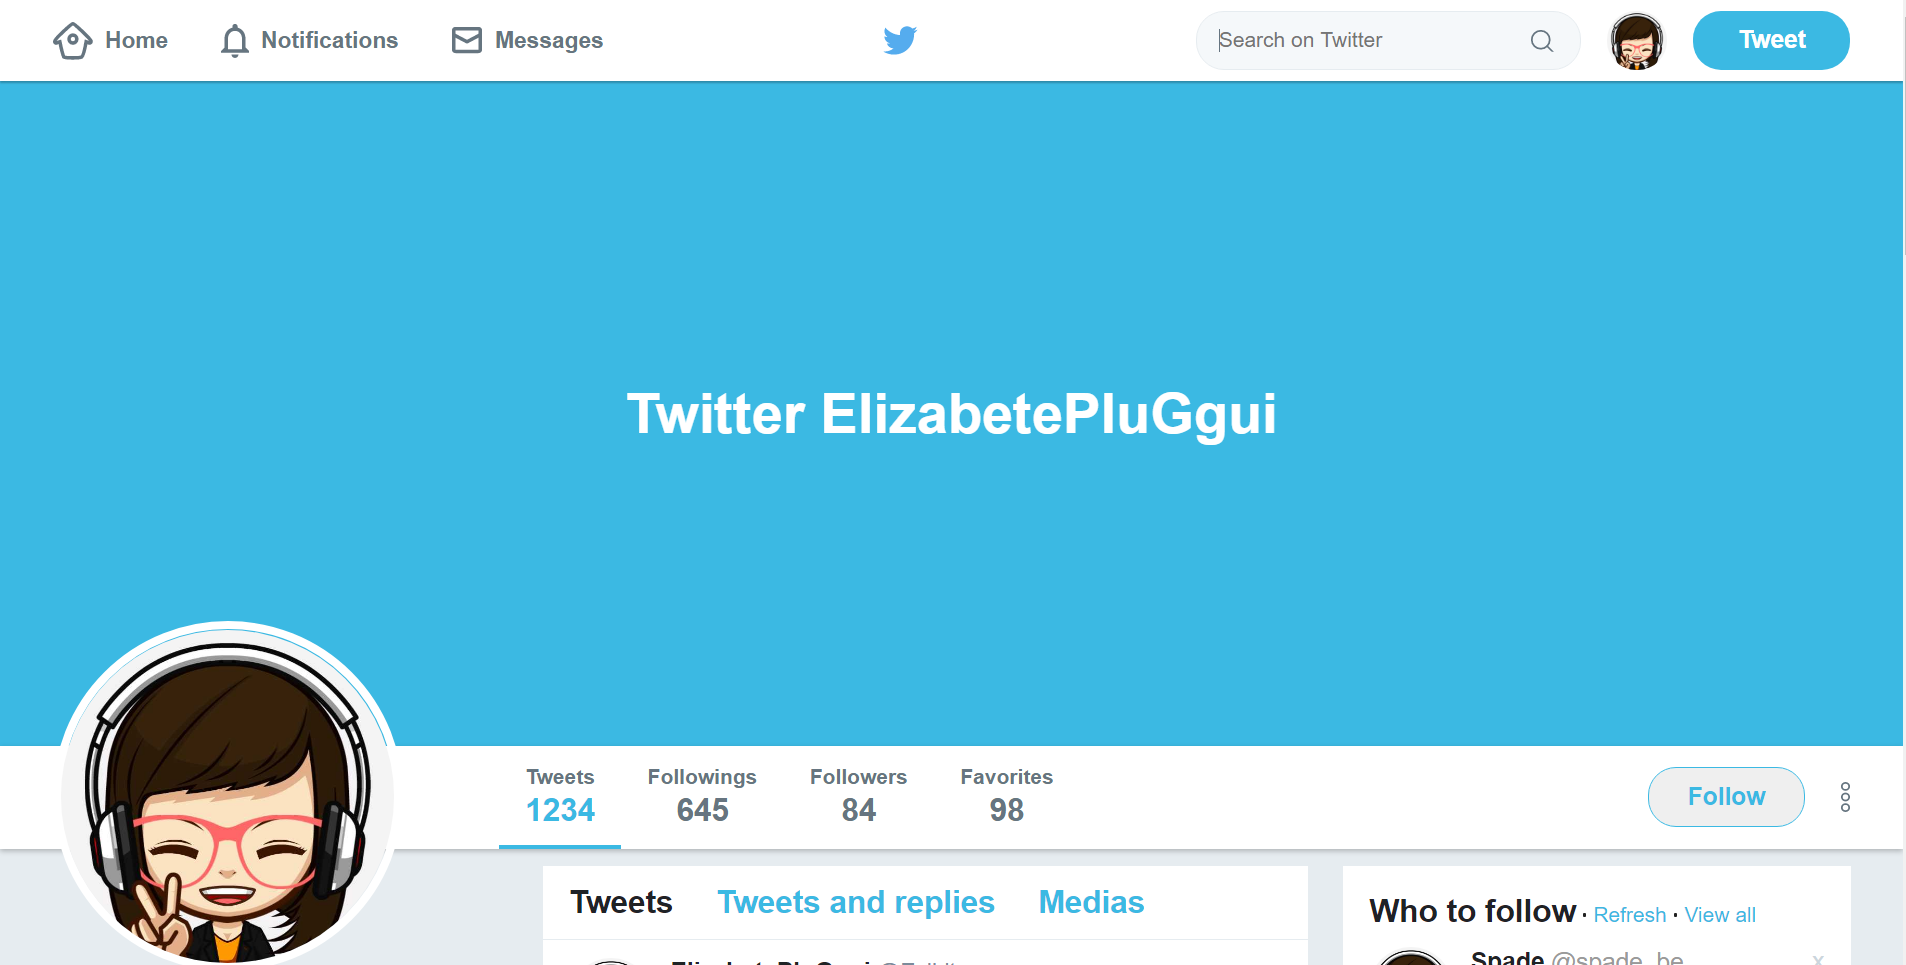 Home Notifications Messages Search on Twitter Tweet
Twitter ElizabetePluGgui
Tweets Followings Followers Favorites
1234 645 84 98
Follow
Tweets Tweets and replies Medias
Who to follow · Refresh · View all
ElizabetePluGgui
Spade @spade_be x